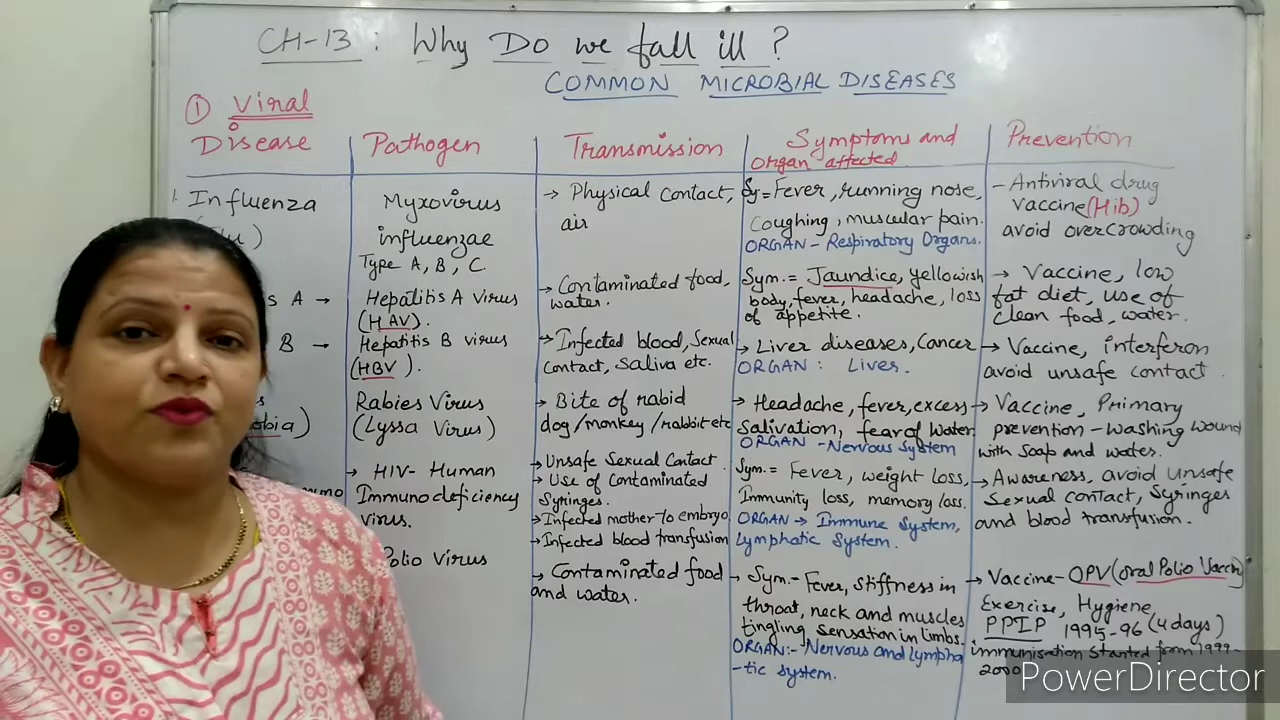 CH-13 : Why Do we fall ill ?
COMMON MICROBIAL DISEASES
① Viral
Disease
Pathogen
Transmission
Symptoms and
Organ affected
Prevention
1. Influenza
Myxovirus
influenzae
Type A, B, C.
→ Physical Contact,
air
Sy= Fever, running nose,
Coughing, muscular pain.
ORGAN - Respiratory Organs.
- Antiviral drug
vaccine (Hib)
avoid overcrowding
s A →
Hepatitis A virus
(HAV).
→ Contaminated food,
water.
Sym. = Jaundice, yellowish
body, fever, headache, loss
of appetite.
→ Vaccine, low
fat diet, use of
clean food, water.
B →
Hepatitis B virus
(HBV).
→ Infected blood, Sexual
Contact, Saliva etc.
→ Liver diseases, Cancer
ORGAN : Liver.
→ Vaccine, interferon
avoid unsafe contact.
obia)
Rabies Virus
(Lyssa Virus)
→ Bite of rabid
dog/monkey/rabbit etc
→ Headache, fever, excess
Salivation, fear of Water
ORGAN - Nervous System
→ Vaccine, Primary
prevention - washing wound
with Soap and water.
mmo
→ HIV- Human
Immunodeficiency
virus.
→ Unsafe Sexual Contact.
→ Use of Contaminated
Syringes.
→ Infected mother to embryo
→ Infected blood transfusion
Sym. = Fever, weight loss,
Immunity loss, memory loss.
ORGAN → Immune System,
Lymphatic System.
→ Awareness, avoid unsafe
Sexual contact, Syringes
and blood transfusion.
Polio Virus
→ Contaminated food
and water.
→ Sym.- Fever, Stiffness in
throat, neck and muscles
tingling sensation in limbs.
ORGAN:- Nervous and Lympha
-tic system.
→ Vaccine- OPV (oral Polio Vaccin)
Exercise, Hygiene
PPIP 1995-96 (4 days)
immunisation started from 1999-
2000
PowerDirector